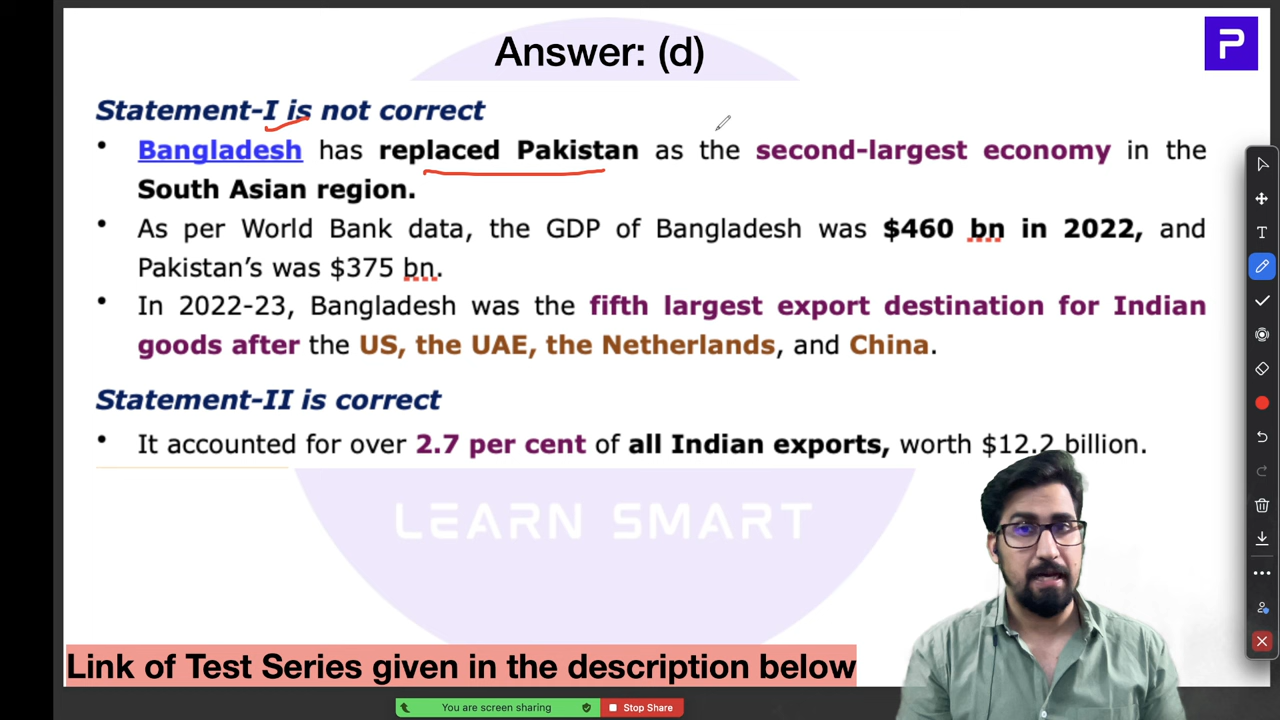 Answer: (d)
P
Statement-I is not correct
• Bangladesh has replaced Pakistan as the second-largest economy in the
South Asian region.
• As per World Bank data, the GDP of Bangladesh was $460 bn in 2022, and
Pakistan's was $375 bn.
• In 2022-23, Bangladesh was the fifth largest export destination for Indian
goods after the US, the UAE, the Netherlands, and China.
Statement-II is correct
• It accounted for over 2.7 per cent of all Indian exports, worth $12.2 billion.
LEARN SMART
Link of Test Series given in the description below
You are screen sharing
Stop Share
T